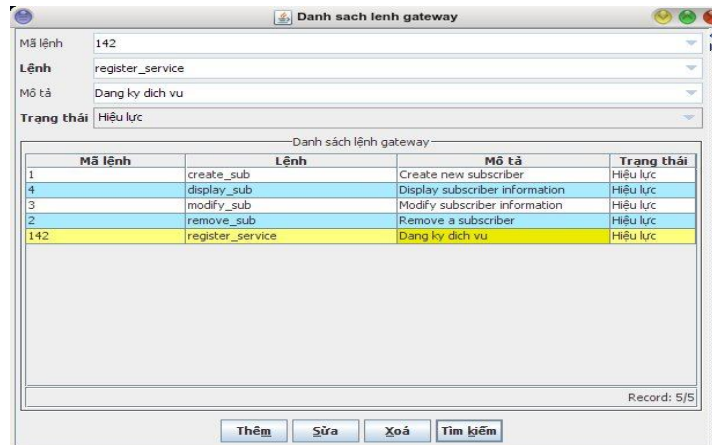 Danh sach lenh gateway
Mã lệnh 142
Lệnh register_service
Mô tả Dang ky dich vu
Trạng thái Hiệu lực
Danh sách lệnh gateway
Mã lệnh Lệnh Mô tả Trạng thái
1 create_sub Create new subscriber Hiệu lực
4 display_sub Display subscriber information Hiệu lực
3 modify_sub Modify subscriber information Hiệu lực
2 remove_sub Remove a subscriber Hiệu lực
142 register_service Dang ky dich vu Hiệu lực
Record: 5/5
Thêm Sửa Xoá Tìm kiếm